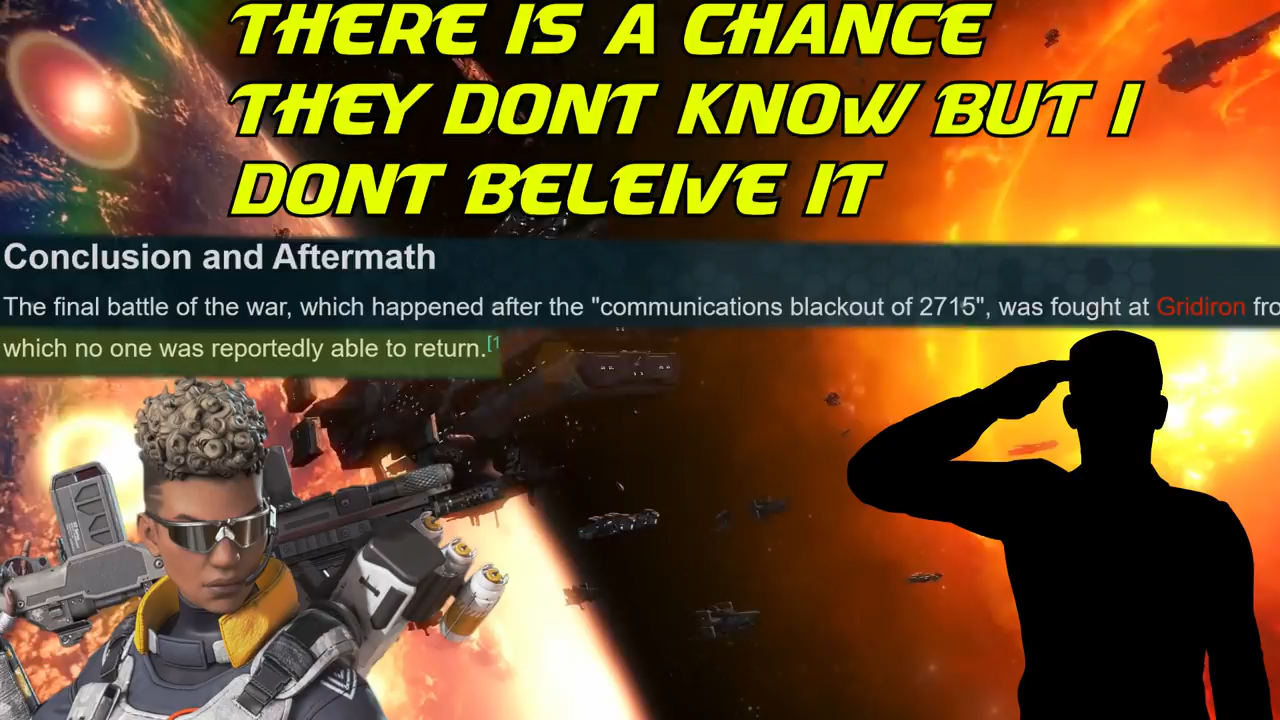 THERE IS A CHANCE
THEY DONT KNOW BUT I
DONT BELEIVE IT
Conclusion and Aftermath
The final battle of the war, which happened after the "communications blackout of 2715", was fought at Gridiron fro
which no one was reportedly able to return.[1